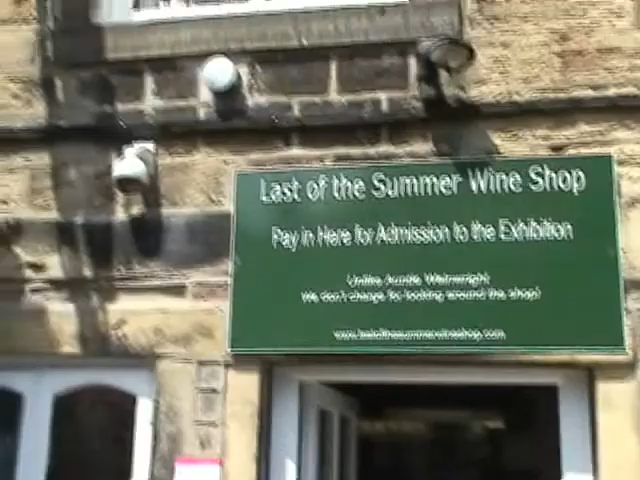 Last of the Summer Wine Shop
Pay in Here for Admission to the Exhibition
Unlike Auntie Wainwright
We don't charge for looking around the shop!
www.lastofthesummerwineshop.com